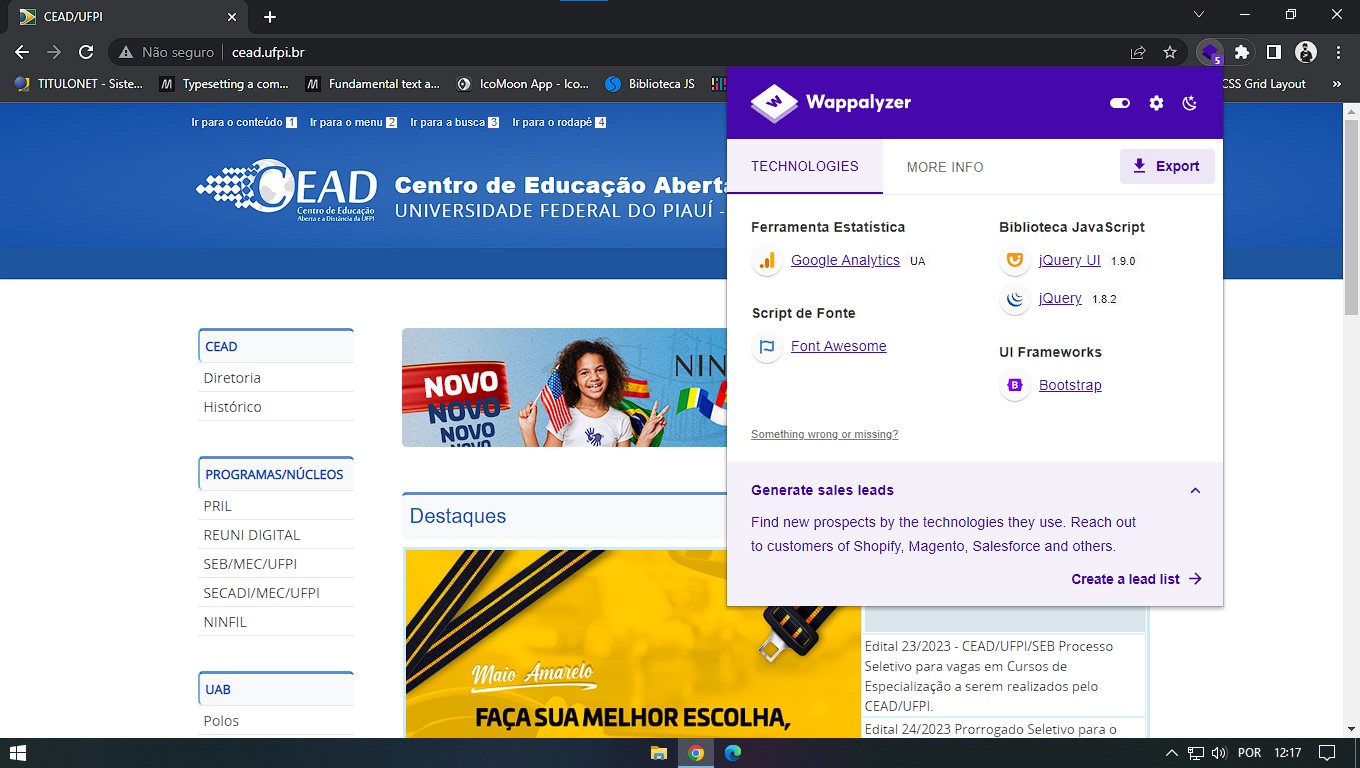 CEAD/UFPI
Não seguro
cead.ufpi.br
5
TITULONET - Siste...
Typesetting a com...
Fundamental text a...
IcoMoon App - Ico...
Biblioteca JS
CSS Grid Layout
»
Ir para o conteúdo 1 Ir para o menu 2 Ir para a busca 3 Ir para o rodapé 4
CEAD
Centro de Educação
Aberta e a Distância da UFPI
Centro de Educação Aberta
UNIVERSIDADE FEDERAL DO PIAUÍ -
CEAD
Diretoria
Histórico
PROGRAMAS/NÚCLEOS
PRIL
REUNI DIGITAL
SEB/MEC/UFPI
SECADI/MEC/UFPI
NINFIL
UAB
Polos
NOVO
NOVO
NOVO
NIN
Destaques
Maio Amarelo
FAÇA SUA MELHOR ESCOLHA,
Wappalyzer
TECHNOLOGIES
MORE INFO
Export
Ferramenta Estatística
Google Analytics UA
Script de Fonte
Font Awesome
Biblioteca JavaScript
jQuery UI 1.9.0
jQuery 1.8.2
UI Frameworks
Bootstrap
Something wrong or missing?
Generate sales leads
Find new prospects by the technologies they use. Reach out
to customers of Shopify, Magento, Salesforce and others.
Create a lead list
Edital 23/2023 - CEAD/UFPI/SEB Processo
Seletivo para vagas em Cursos de
Especialização a serem realizados pelo
CEAD/UFPI.
Edital 24/2023 Prorrogado Seletivo para o
POR
12:17